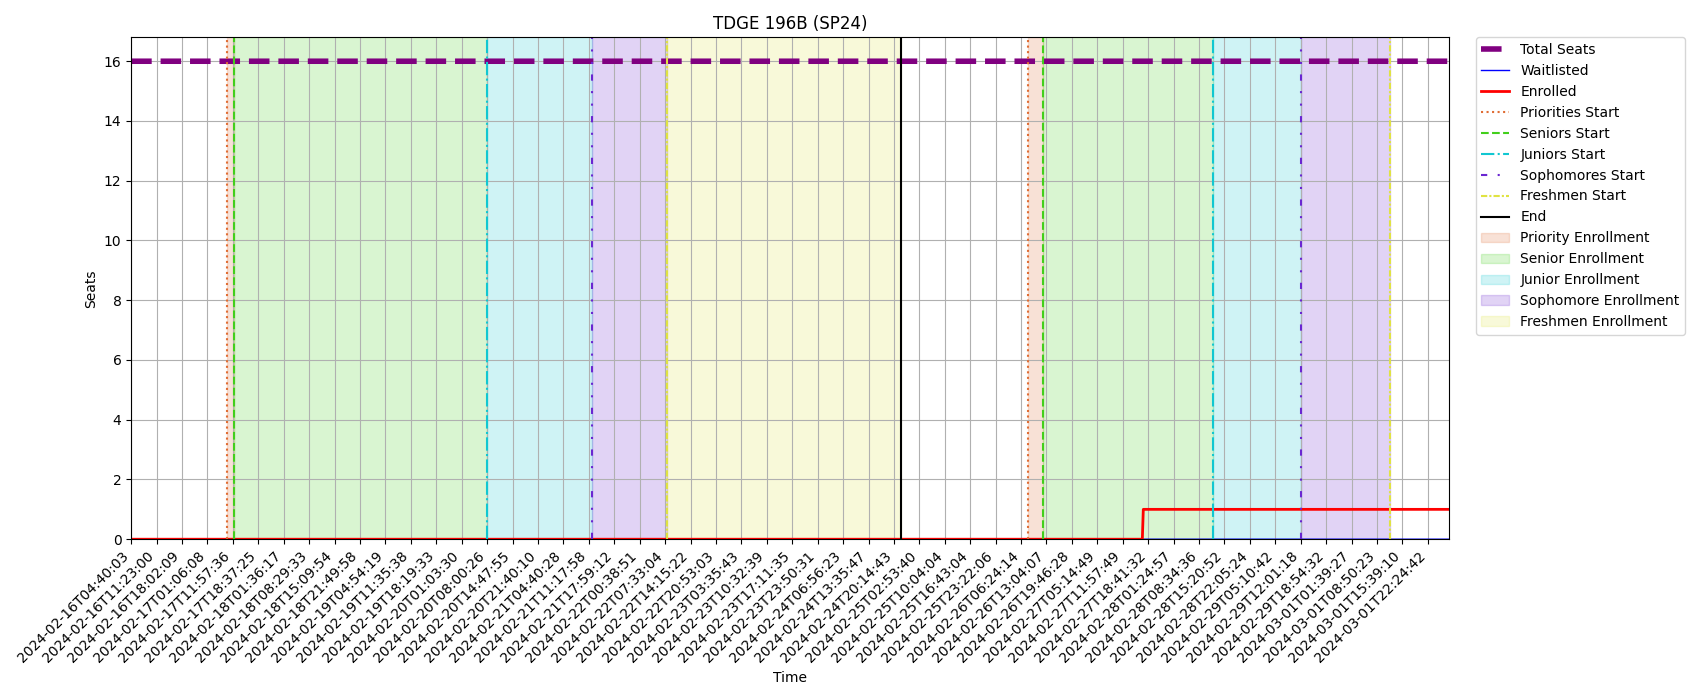 TDGE 196B (SP24)
Seats
16
14
12
10
8
6
4
2
0
2024-02-16T04:40:03
2024-02-16T11:23:00
2024-02-16T18:02:09
2024-02-17T01:06:08
2024-02-17T11:57:36
2024-02-17T18:37:25
2024-02-18T01:36:17
2024-02-18T08:29:33
2024-02-18T15:09:54
2024-02-18T21:49:58
2024-02-19T04:54:19
2024-02-19T11:35:38
2024-02-19T18:19:33
2024-02-20T01:03:30
2024-02-20T08:00:26
2024-02-20T14:47:55
2024-02-20T21:40:10
2024-02-21T04:40:28
2024-02-21T11:17:58
2024-02-21T17:59:12
2024-02-22T00:38:51
2024-02-22T07:33:04
2024-02-22T14:15:22
2024-02-22T20:53:03
2024-02-23T03:35:43
2024-02-23T10:32:39
2024-02-23T17:11:35
2024-02-23T23:50:31
2024-02-24T06:56:23
2024-02-24T13:35:47
2024-02-24T20:14:43
2024-02-25T02:53:40
2024-02-25T10:04:04
2024-02-25T16:43:04
2024-02-25T23:22:06
2024-02-26T06:24:14
2024-02-26T13:04:07
2024-02-26T19:46:28
2024-02-27T05:14:49
2024-02-27T11:57:49
2024-02-27T18:41:32
2024-02-28T01:24:57
2024-02-28T08:34:36
2024-02-28T15:20:52
2024-02-28T22:05:24
2024-02-29T05:10:42
2024-02-29T12:01:18
2024-02-29T18:54:32
2024-03-01T01:39:27
2024-03-01T08:50:23
2024-03-01T15:39:10
2024-03-01T22:24:42
Time
Total Seats
Waitlisted
Enrolled
Priorities Start
Seniors Start
Juniors Start
Sophomores Start
Freshmen Start
End
Priority Enrollment
Senior Enrollment
Junior Enrollment
Sophomore Enrollment
Freshmen Enrollment